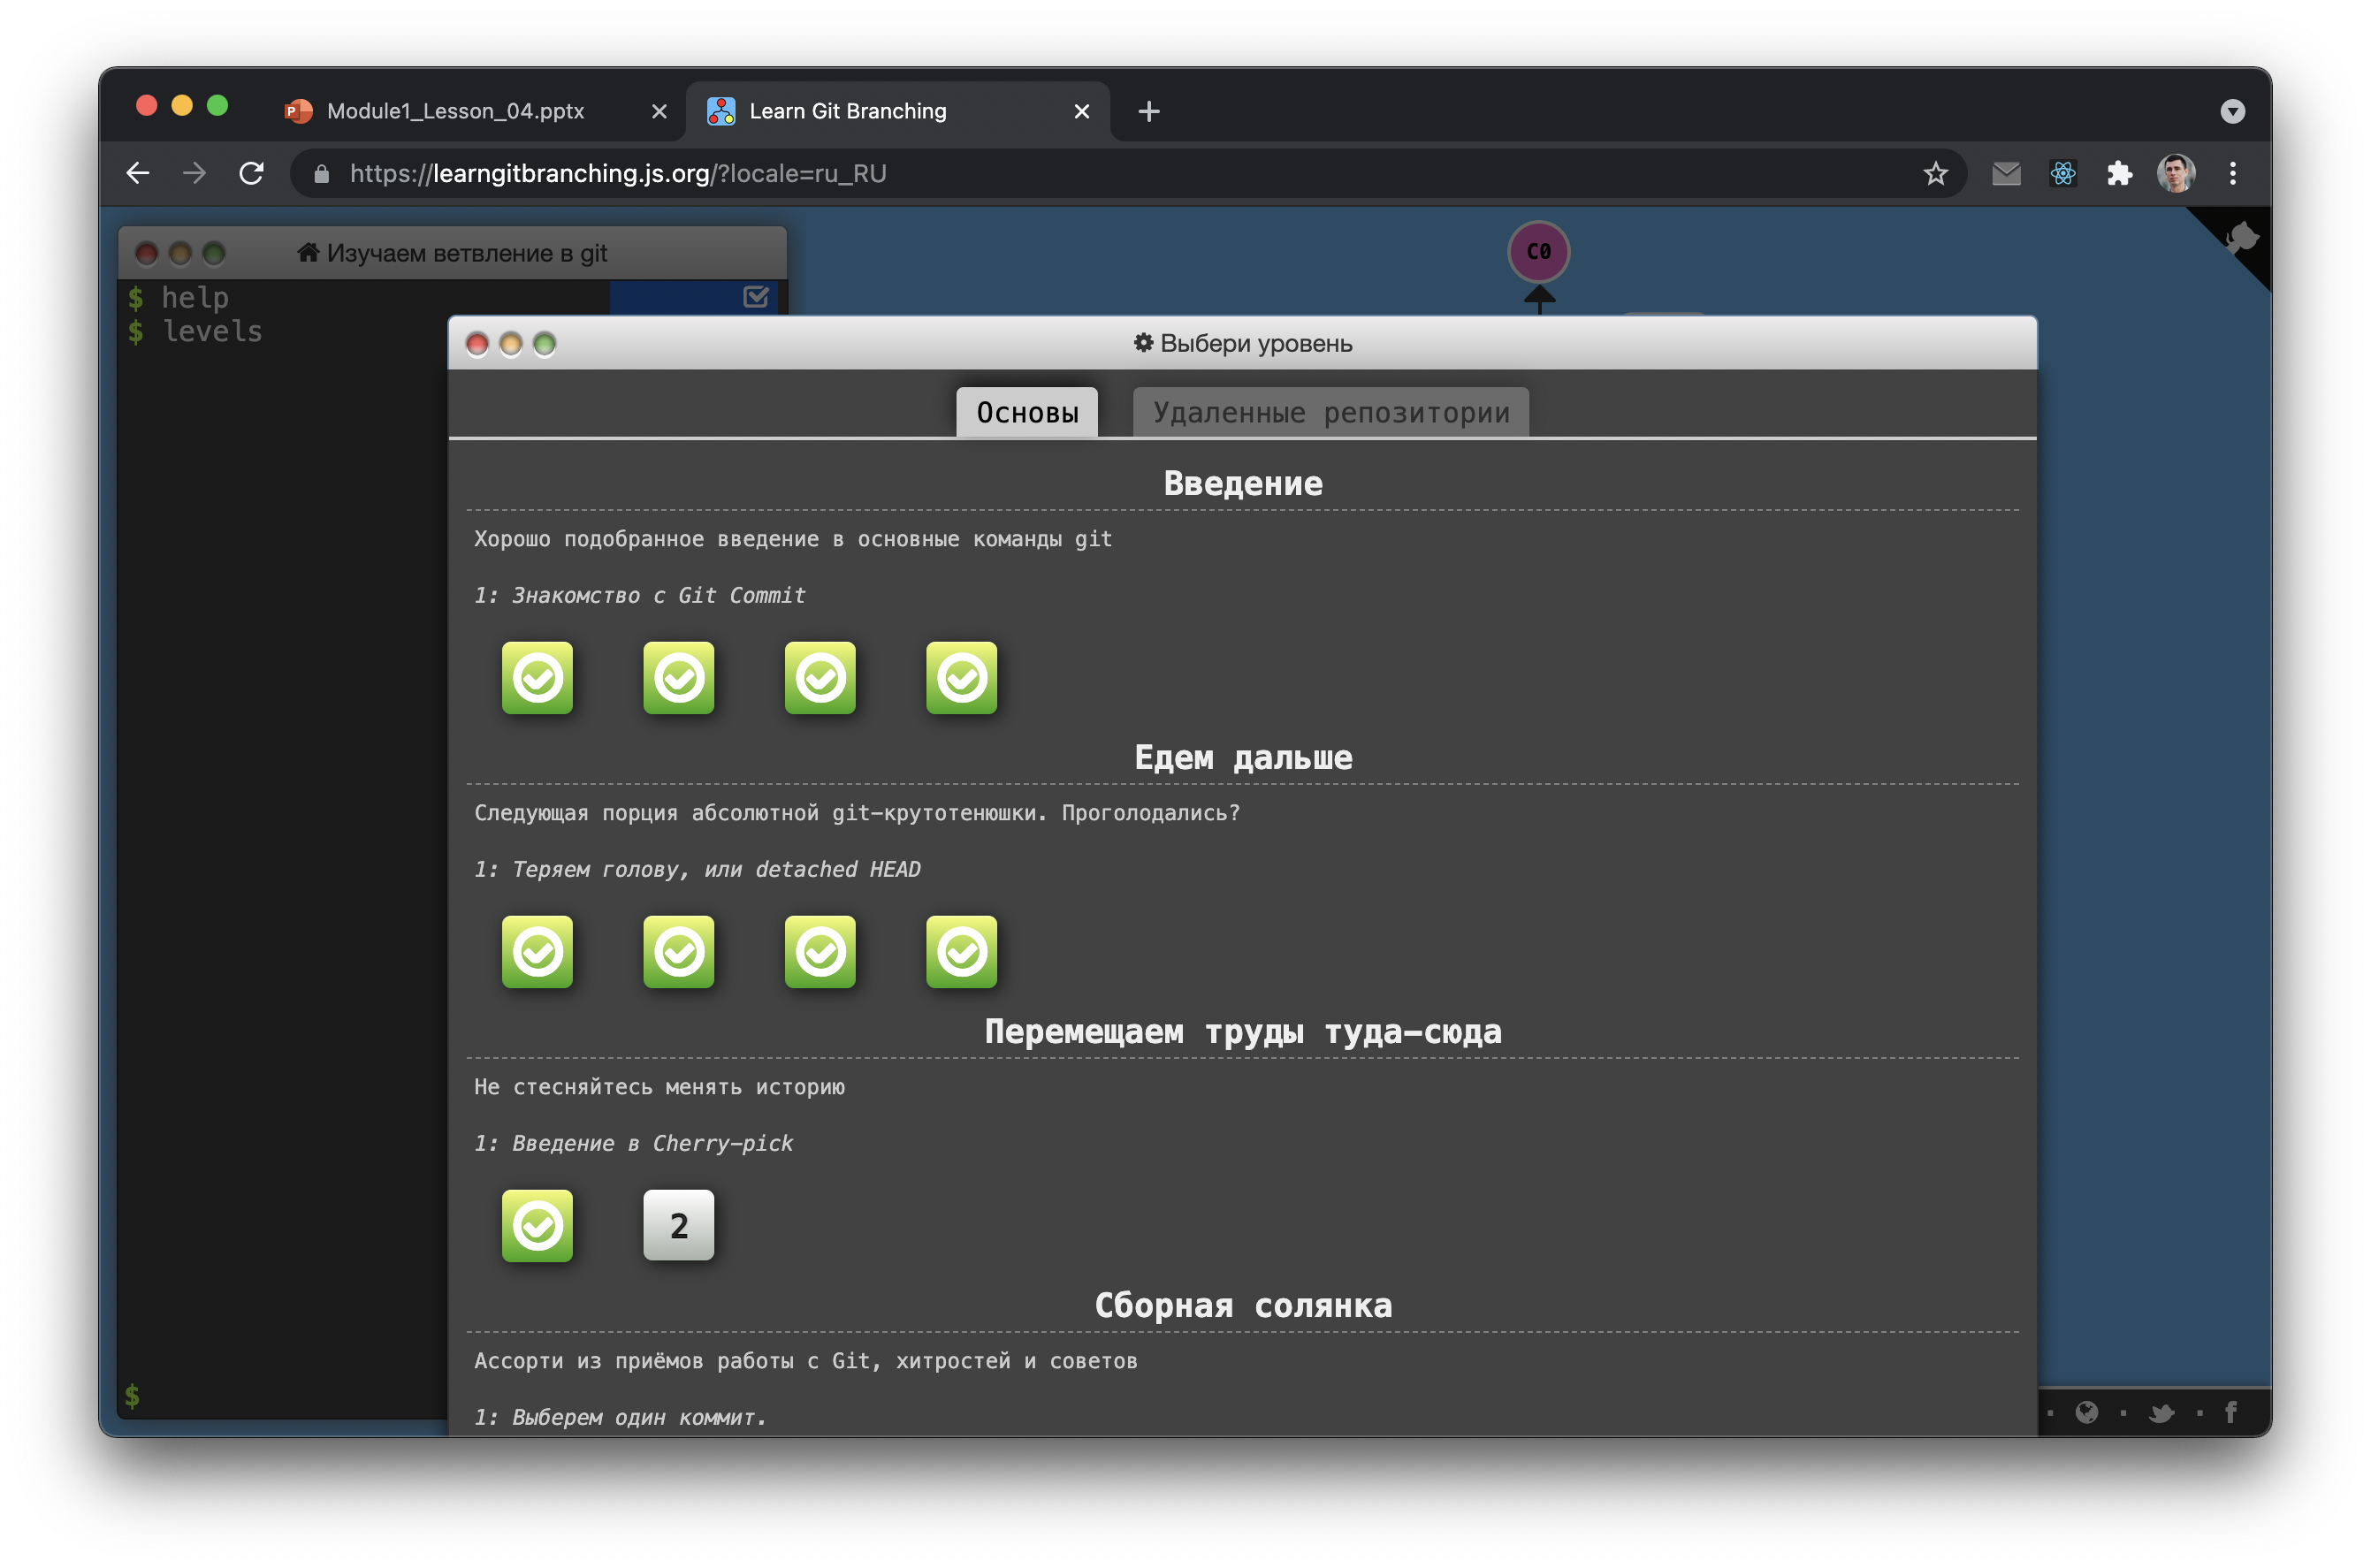 Module1_Lesson_04.pptx
Learn Git Branching
https://learngitbranching.js.org/?locale=ru_RU
Изучаем ветвление в git
C0
$ help
$ levels
Выбери уровень
Основы
Удаленные репозитории
Введение
Хорошо подобранное введение в основные команды git
1: Знакомство с Git Commit
Едем дальше
Следующая порция абсолютной git-крутотенюшки. Проголодались?
1: Теряем голову, или detached HEAD
Перемещаем труды туда-сюда
Не стесняйтесь менять историю
1: Введение в Cherry-pick
2
Сборная солянка
Ассорти из приёмов работы с Git, хитростей и советов
1: Выберем один коммит.
$